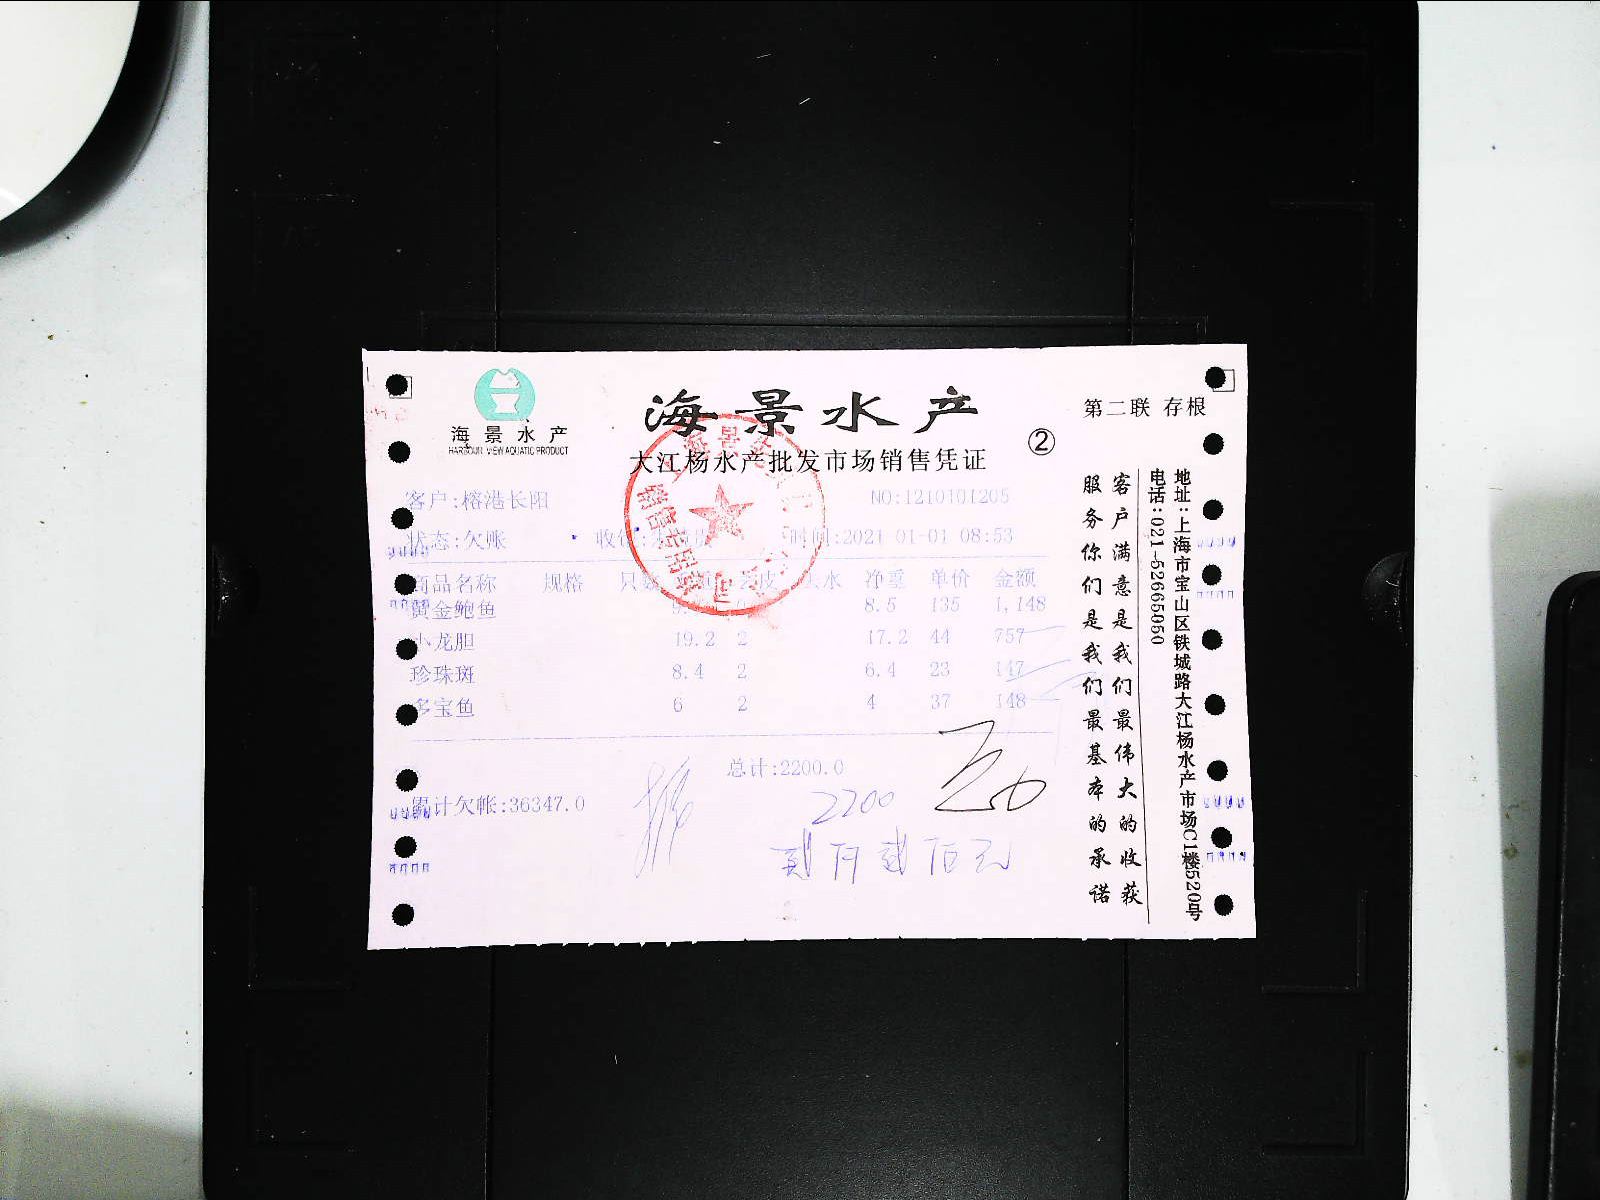 海景水产
HARBOUR VIEW AQUATIC PRODUCT
海景水产
第二联 存根
②
大江杨水产批发市场销售凭证
客户:榕港长阳
NO:1210101205
状态:欠账
时间:2021-01-01 08:53
商品名称 规格 净重 单价 金额
黄金鲍鱼 8.5 135 1,148
小龙胆 19.2 2 17.2 44 757
珍珠斑 8.4 2 6.4 23 147
多宝鱼 6 2 4 37 148
总计:2200.0
累计欠帐:36347.0
2200
客户满意是我们最伟大的收获
服务你们是我们最基本的承诺
地址:上海市宝山区铁城路大江杨水产市场C1楼520号
电话:021-52665050